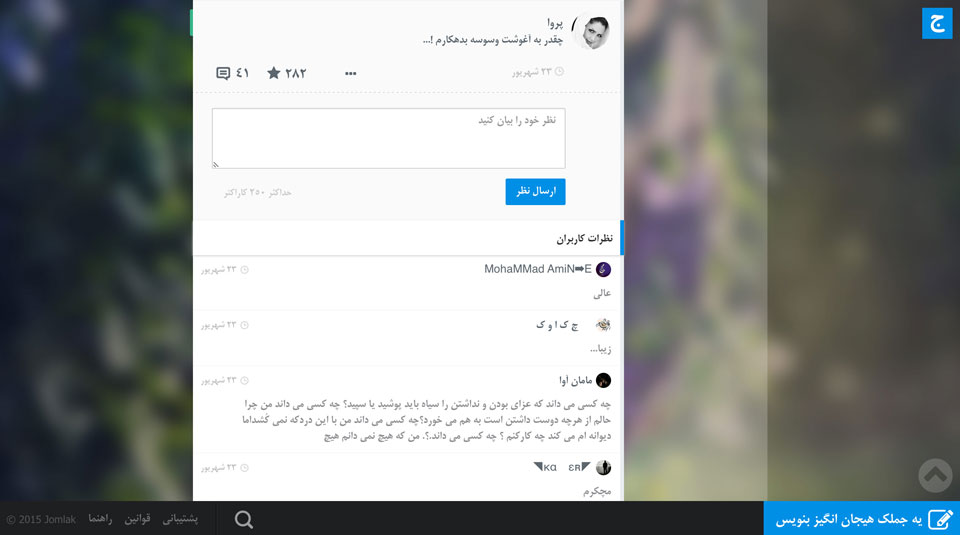 ج
پروا
چقدر به آغوشت وسوسه بدهکارم !...
۲۳ شهریور
...
۲۸۲
٤١
نظر خود را بیان کنید
ارسال نظر
حداکثر ۲۵۰ کاراکتر
نظرات کاربران
MohaMMad AmiN➡E
۲۳ شهریور
عالی
چ ک ا و ک
۲۳ شهریور
زیبا...
مامان آوا
۲۳ شهریور
چه کسی می داند که عزای بودن و نداشتن را سیاه باید پوشید یا سپید؟ چه کسی می داند من چرا
حالم از هرچه دوست داشتن است به هم می خورد؟چه کسی می داند من با این دردکه نمی کُشداما
دیوانه ام می کند چه کارکنم ؟ چه کسی می داند.؟. من که هیچ نمی دانم هیچ
◥κα εʀ◤
۲۳ شهریور
مچکرم
یه جملک هیجان انگیز بنویس
پشتیبانی
قوانین
راهنما
© 2015 Jomlak